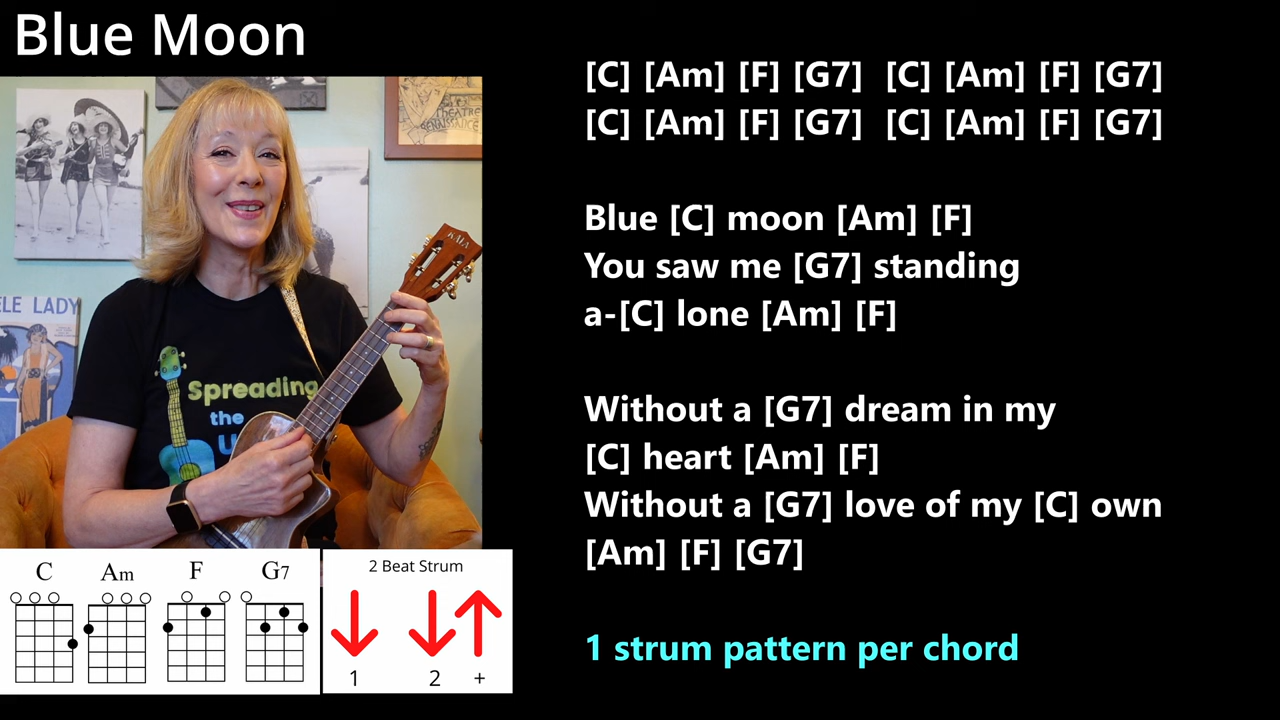 Blue Moon
[C] [Am] [F] [G7] [C] [Am] [F] [G7]
[C] [Am] [F] [G7] [C] [Am] [F] [G7]
Blue [C] moon [Am] [F]
You saw me [G7] standing
a-[C] lone [Am] [F]
Without a [G7] dream in my
[C] heart [Am] [F]
Without a [G7] love of my [C] own
[Am] [F] [G7]
1 strum pattern per chord
THEATRE
RENAISSANCE
KALA
ELE LADY
Spreading
the
U
C Am F G7
2 Beat Strum
1 2 +